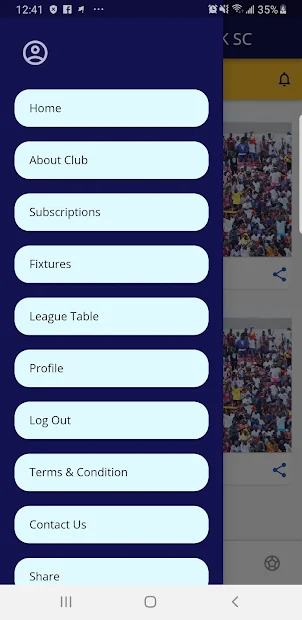 12:41
35%
K SC
Home
About Club
Subscriptions
Fixtures
League Table
Profile
Log Out
Terms & Condition
Contact Us
Share